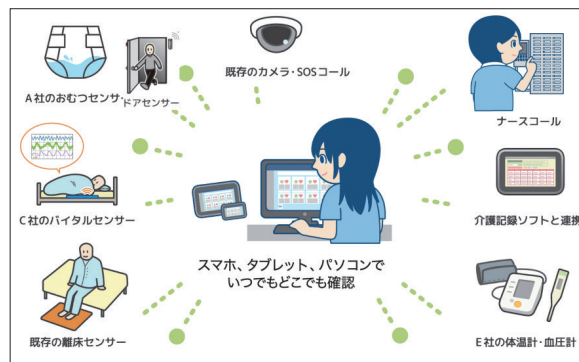 A社のおむつセンサ・
ドアセンサー
既存のカメラ・SOSコール
ナースコール
C社のバイタルセンサー
介護記録ソフトと連携
スマホ、タブレット、パソコンで
いつでもどこでも確認
既存の離床センサー
E社の体温計・血圧計